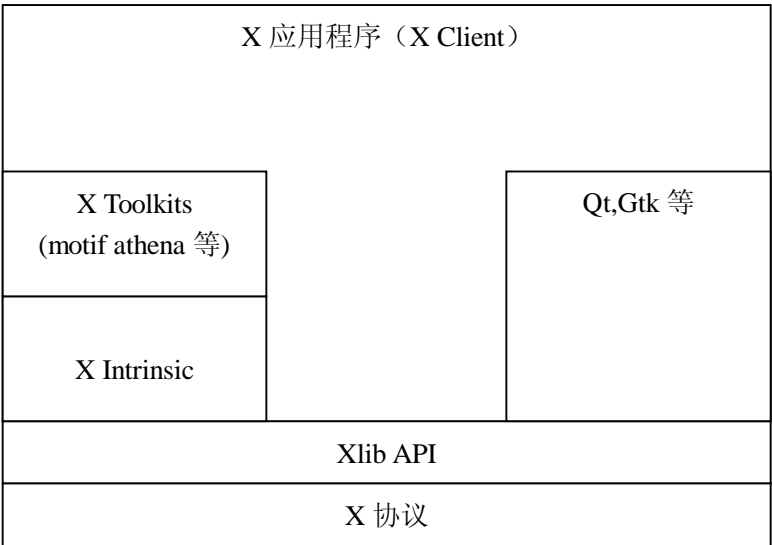 X 应用程序（X Client）
X Toolkits
(motif athena 等)
Qt,Gtk 等
X Intrinsic
Xlib API
X 协议